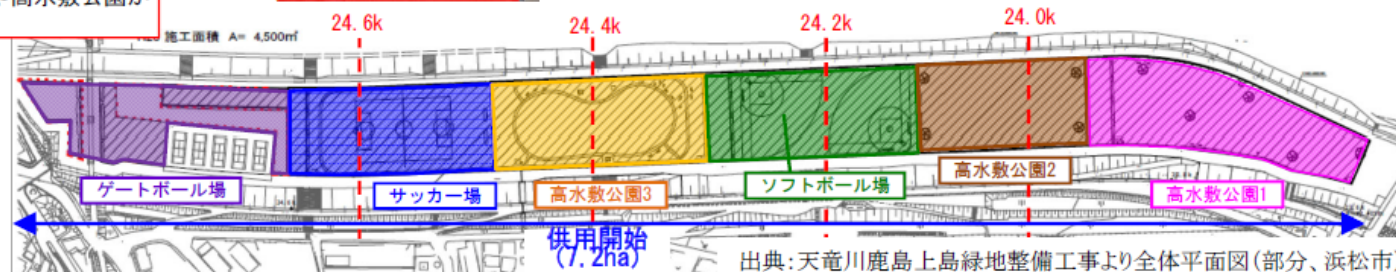 高水敷公園が
施工面積 A= 4,500㎡
24.6k
24.4k
24.2k
24.0k
ゲートボール場
サッカー場
高水敷公園3
ソフトボール場
高水敷公園2
高水敷公園1
供用開始
(7.2ha)
出典:天竜川鹿島上島緑地整備工事より全体平面図(部分、浜松市